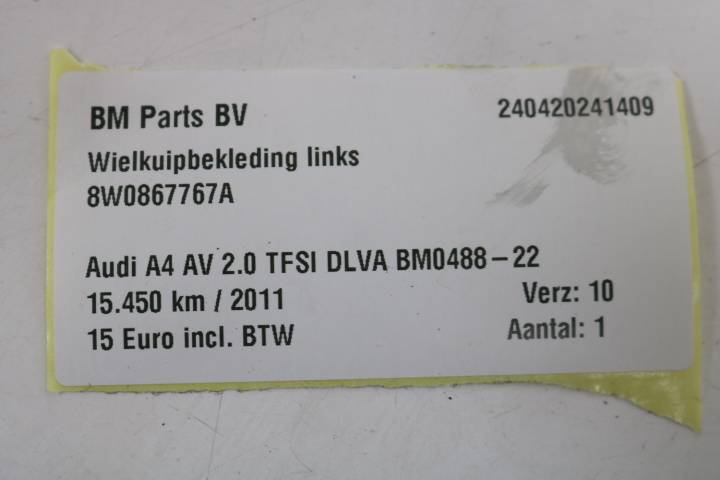 BM Parts BV 240420241409
Wielkuipbekleding links
8W0867767A
Audi A4 AV 2.0 TFSI DLVA BM0488-22
15.450 km / 2011 Verz: 10
15 Euro incl. BTW Aantal: 1